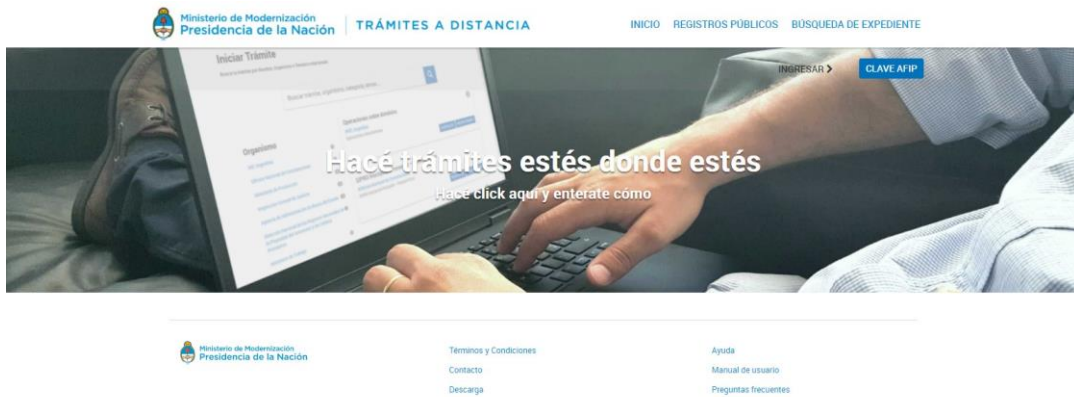 Ministerio de Modernización
Presidencia de la Nación
TRÁMITES A DISTANCIA
INICIO REGISTROS PÚBLICOS BÚSQUEDA DE EXPEDIENTE
INGRESAR
CLAVE AFIP
Iniciar Trámite
Organismo
Hacé trámites estés donde estés
Hacé click aquí y enterate cómo
Ministerio de Modernización
Presidencia de la Nación
Términos y Condiciones
Contacto
Descarga
Ayuda
Manual de usuario
Preguntas frecuentes